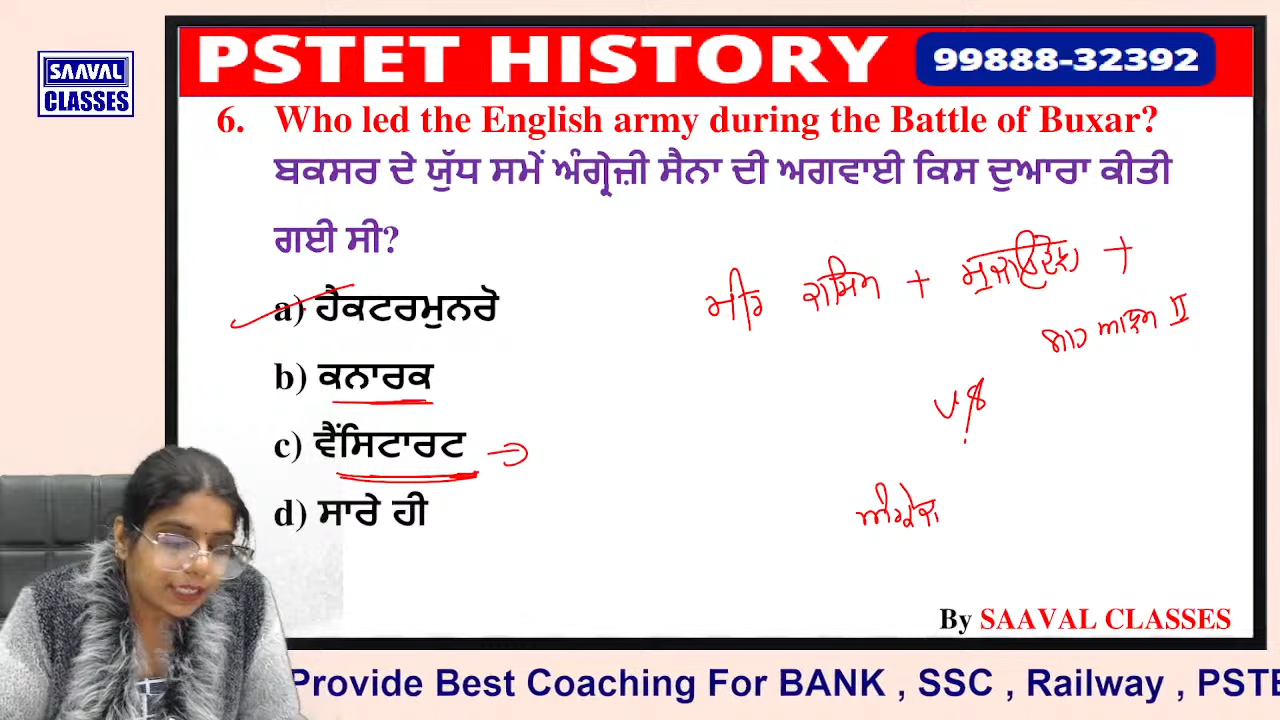 SAAVAL
CLASSES
PSTET HISTORY
99888-32392
6. Who led the English army during the Battle of Buxar?
ਬਕਸਰ ਦੇ ਯੁੱਧ ਸਮੇਂ ਅੰਗ੍ਰੇਜ਼ੀ ਸੈਨਾ ਦੀ ਅਗਵਾਈ ਕਿਸ ਦੁਆਰਾ ਕੀਤੀ
ਗਈ ਸੀ?
a) ਹੈਕਟਰਮੁਨਰੋ
b) ਕਨਾਰਕ
c) ਵੈਂਸਿਟਾਰਟ
d) ਸਾਰੇ ਹੀ
ਮੀਰ ਕਾਸਿਮ + +
ਸ਼ਾਹ ਆਲਮ II
By SAAVAL CLASSES
Provide Best Coaching For BANK , SSC , Railway , PSTE